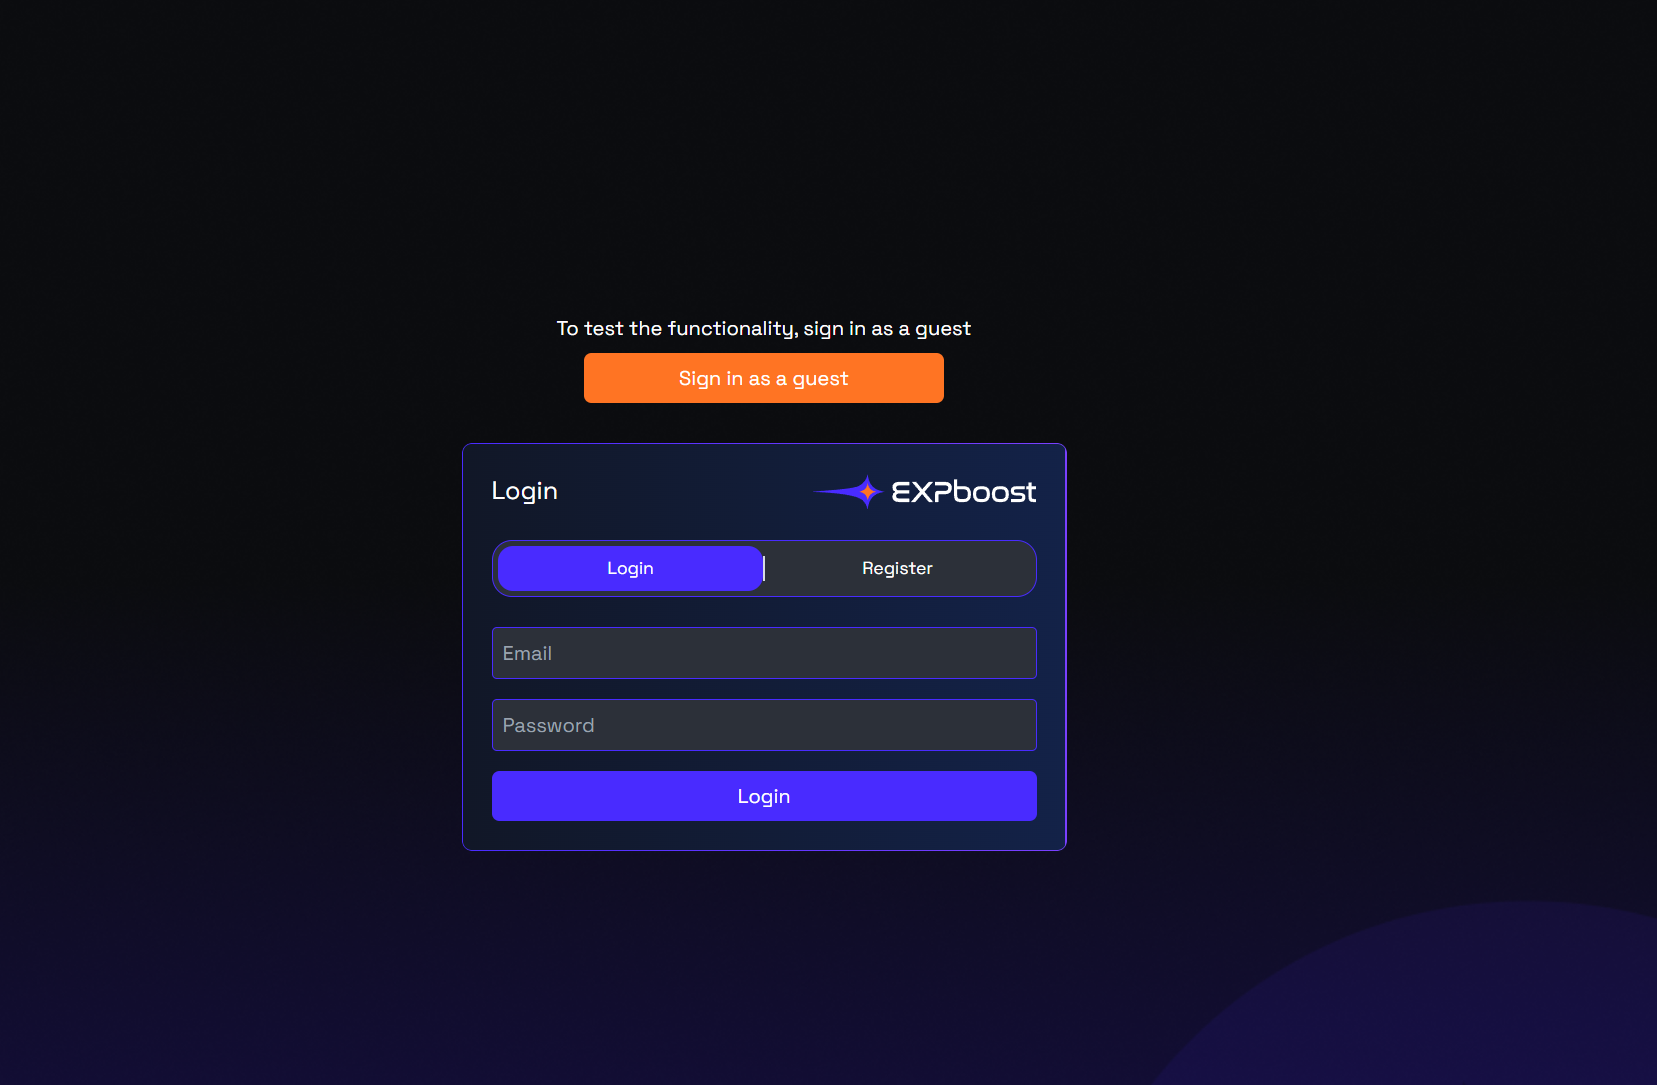 To test the functionality, sign in as a guest
Sign in as a guest
Login
EXPboost
Login
Register
Email
Password
Login